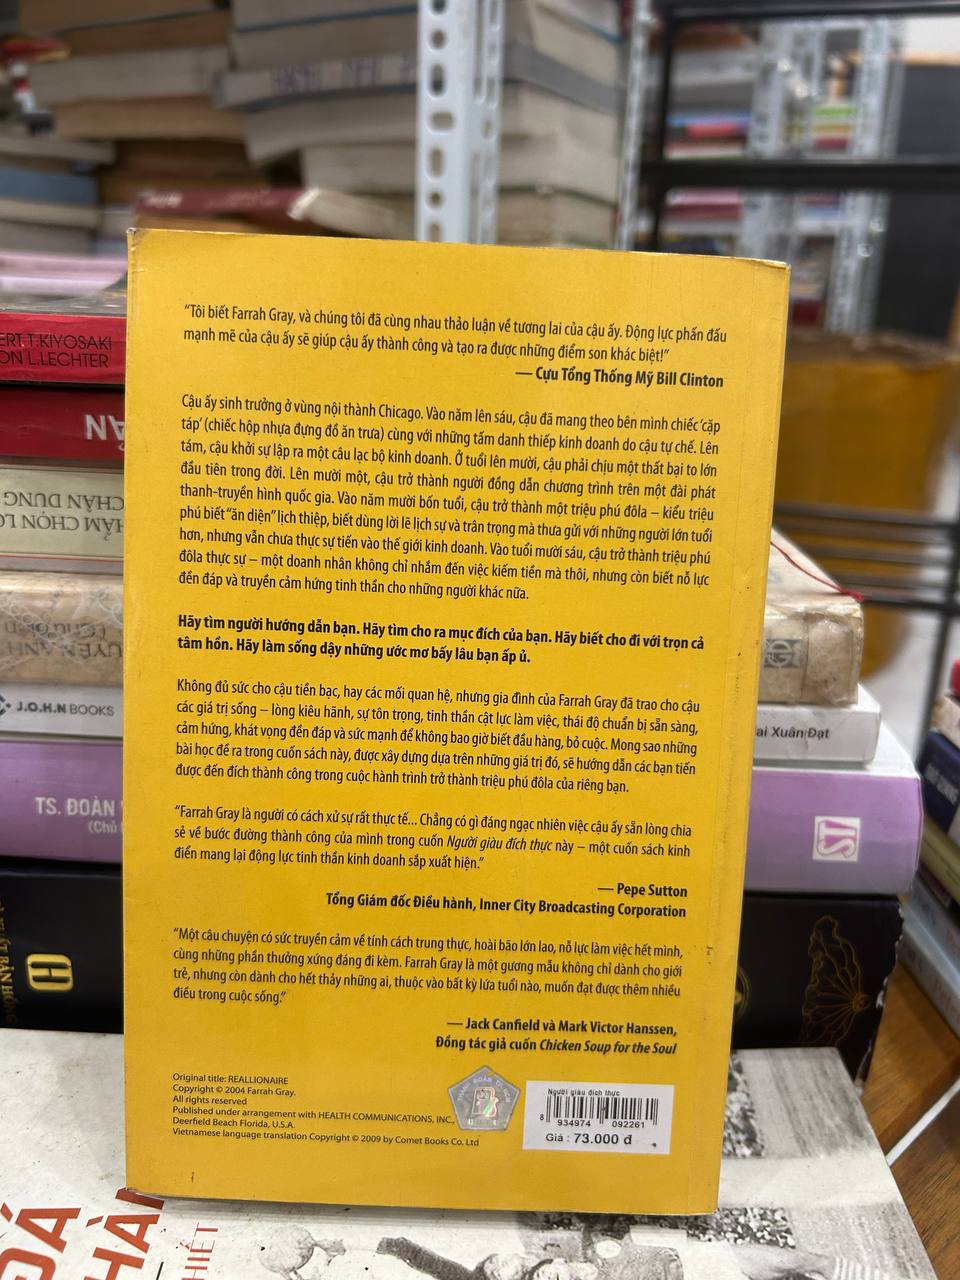 "Tôi biết Farrah Gray, và chúng tôi đã cùng nhau thảo luận về tương lai của cậu ấy. Động lực phấn đấu
mạnh mẽ của cậu ấy sẽ giúp cậu ấy thành công và tạo ra được những điểm son khác biệt!"
— Cựu Tổng Thống Mỹ Bill Clinton
Cậu ấy sinh trưởng ở vùng nội thành Chicago. Vào năm lên sáu, cậu đã mang theo bên mình chiếc 'cặp
táp' (chiếc hộp nhựa đựng đồ ăn trưa) cùng với những tấm danh thiếp kinh doanh do cậu tự chế. Lên
tám, cậu khởi sự lập ra một câu lạc bộ kinh doanh. Ở tuổi lên mười, cậu phải chịu một thất bại to lớn
đầu tiên trong đời. Lên mười một, cậu trở thành người đồng dẫn chương trình trên một đài phát
thanh-truyền hình quốc gia. Vào năm mười bốn tuổi, cậu trở thành một triệu phú đôla – kiểu triệu
phú biết "ăn diện" lịch thiệp, biết dùng lời lẽ lịch sự và trân trọng mà thưa gửi với những người lớn tuổi
hơn, nhưng vẫn chưa thực sự tiến vào thế giới kinh doanh. Vào tuổi mười sáu, cậu trở thành triệu phú
đôla thực sự – một doanh nhân không chỉ nhắm đến việc kiếm tiền mà thôi, nhưng còn biết nỗ lực
đền đáp và truyền cảm hứng tinh thần cho những người khác nữa.
Hãy tìm người hướng dẫn bạn. Hãy tìm cho ra mục đích của bạn. Hãy biết cho đi với trọn cả
tâm hồn. Hãy làm sống dậy những ước mơ bấy lâu bạn ấp ủ.
Không đủ sức cho cậu tiền bạc, hay các mối quan hệ, nhưng gia đình của Farrah Gray đã trao cho cậu
các giá trị sống – lòng kiêu hãnh, sự tôn trọng, tinh thần cật lực làm việc, thái độ chuẩn bị sẵn sàng,
cảm hứng, khát vọng đền đáp và sức mạnh để không bao giờ biết đầu hàng, bỏ cuộc. Mong sao những
bài học đề ra trong cuốn sách này, được xây dựng dựa trên những giá trị đó, sẽ hướng dẫn các bạn tiến
được đến đích thành công trong cuộc hành trình trở thành triệu phú đôla của riêng bạn.
"Farrah Gray là người có cách xử sự rất thực tế... Chẳng có gì đáng ngạc nhiên việc cậu ấy sẵn lòng chia
sẻ về bước đường thành công của mình trong cuốn Người giàu đích thực này – một cuốn sách kinh
điển mang lại động lực tinh thần kinh doanh sắp xuất hiện."
— Pepe Sutton
Tổng Giám đốc Điều hành, Inner City Broadcasting Corporation
"Một câu chuyện có sức truyền cảm về tính cách trung thực, hoài bão lớn lao, nỗ lực làm việc hết mình,
cùng những phần thưởng xứng đáng đi kèm. Farrah Gray là một gương mẫu không chỉ dành cho giới
trẻ, nhưng còn dành cho hết thảy những ai, thuộc vào bất kỳ lứa tuổi nào, muốn đạt được thêm nhiều
điều trong cuộc sống."
— Jack Canfield và Mark Victor Hanssen,
Đồng tác giả cuốn Chicken Soup for the Soul
Original title: REALLIONAIRE
Copyright © 2004 Farrah Gray.
All rights reserved
Published under arrangement with HEALTH COMMUNICATIONS, INC.,
Deerfield Beach Florida, U.S.A.
Vietnamese language translation Copyright © 2009 by Comet Books Co. Ltd
Người giàu đích thực
8 934974 092261
Giá : 73.000 đ
ERT T.KIYOSAKI
ON L.LECHTER
CHÂN DUNG
J.O.H.N BOOKS
TS. ĐOÀN
(Chủ
ai Xuân Đạt